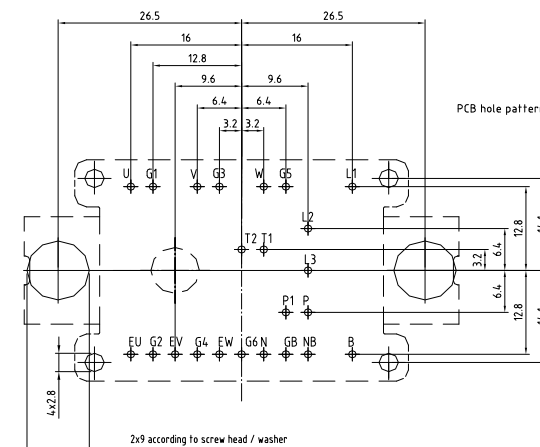 26.5 26.5
16 16
12.8
9.6 9.6
6.4 6.4
3.2 3.2
PCB hole pattern
U G1 V G3 W G5 L1
L2
T2 T1
L3
P1 P
12.8
6.4
3.2
6.4
12.8
EU G2 EV G4 EW G6 N GB NB B
4x2.8
2x9 according to screw head / washer